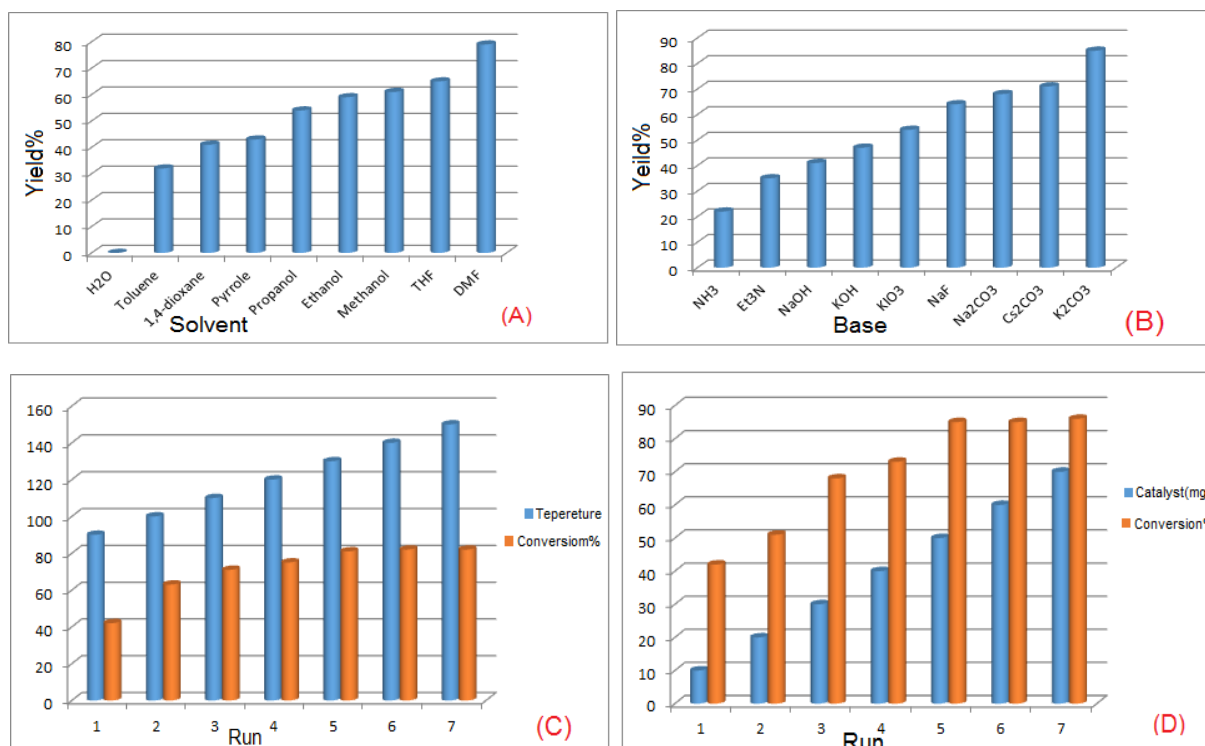 Yield%
80
70
60
50
40
30
20
10
0
H2O
Toluene
1,4-dioxane
Pyrrole
Propanol
Ethanol
Methanol
THF
DMF
Solvent
(A)
Yeild%
90
80
70
60
50
40
30
20
10
0
NH3
Et3N
NaOH
KOH
KIO3
NaF
Na2CO3
Cs2CO3
K2CO3
Base
(B)
160
140
120
100
80
60
40
20
0
1 2 3 4 5 6 7
Run
Tepereture
Conversiom%
(C)
90
80
70
60
50
40
30
20
10
0
1 2 3 4 5 6 7
Run
Catalyst(mg
Conversion
(D)